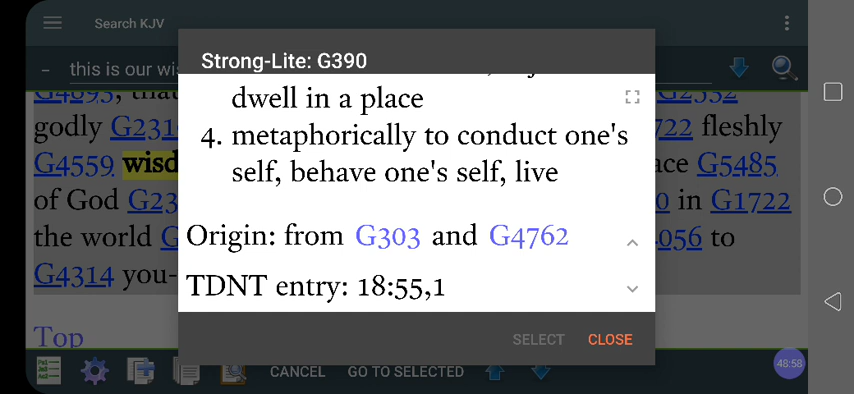 Search KJV
- this is our wi
Strong-Lite: G390
dwell in a place
4. metaphorically to conduct one's
self, behave one's self, live
Origin: from G303 and G4762
TDNT entry: 18:55,1
SELECT CLOSE
G4893, that G2532
godly G231 722 fleshly
G4559 wisd ace G5485
of God G23 0 in G1722
the world G 056 to
G4314 you-
Top
CANCEL GO TO SELECTED
48:58